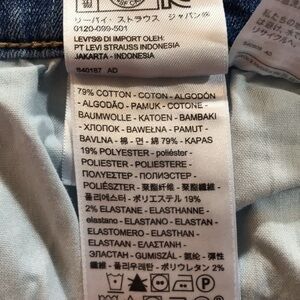 リーバイ・ストラウス ジャパン㈱
0120-099-501
LEVI'S® DI IMPORT OLEH:
PT LEVI STRAUSS INDONESIA
JAKARTA - INDONESIA
AD
79% COTTON - COTON - ALGODÓN
- ALGODÃO - PAMUK - COTONE -
BAUMWOLLE - KATOEN - BAMBAKI
- ХЛОПОК - BAWEŁNA - PAMUT -
BAVLNA - 棉 - 면 - 綿 79% - KAPAS
19% POLYESTER - poliéster -
POLYESTERE - POLIESTERE -
ПОЛУЕΣТЕР - ПОЛИЭСТЕР -
POLIÉSZTER - 聚酯纖維 - 聚酯纤维 -
폴리에스터 - ポリエステル 19%
2% ELASTANE - ELASTHANNE -
elastano - ELASTANO - ELASTAN -
ELASTOMERO - ELASTHAN -
ELASTAAN - ΕΛΑΣΤΑΝΗ -
ЭЛАСТАН - GUMISZÁL - 氨纶 - 彈性
纖維 - 폴리우레탄 - ポリウレタン 2%